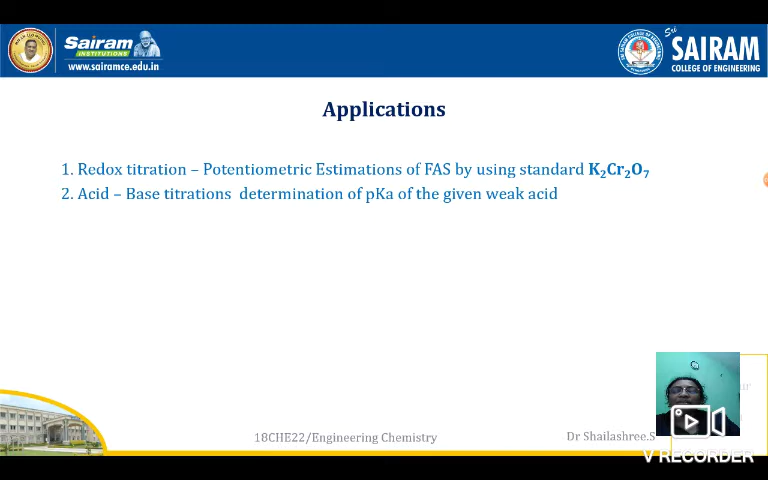 Sairam
INSTITUTIONS
www.sairamce.edu.in
Sri
SAIRAM
COLLEGE OF ENGINEERING
Applications
1. Redox titration – Potentiometric Estimations of FAS by using standard K₂Cr₂O₇
2. Acid – Base titrations determination of pKa of the given weak acid
18CHE22/Engineering Chemistry
Dr Shailashree.S
V RECORDER